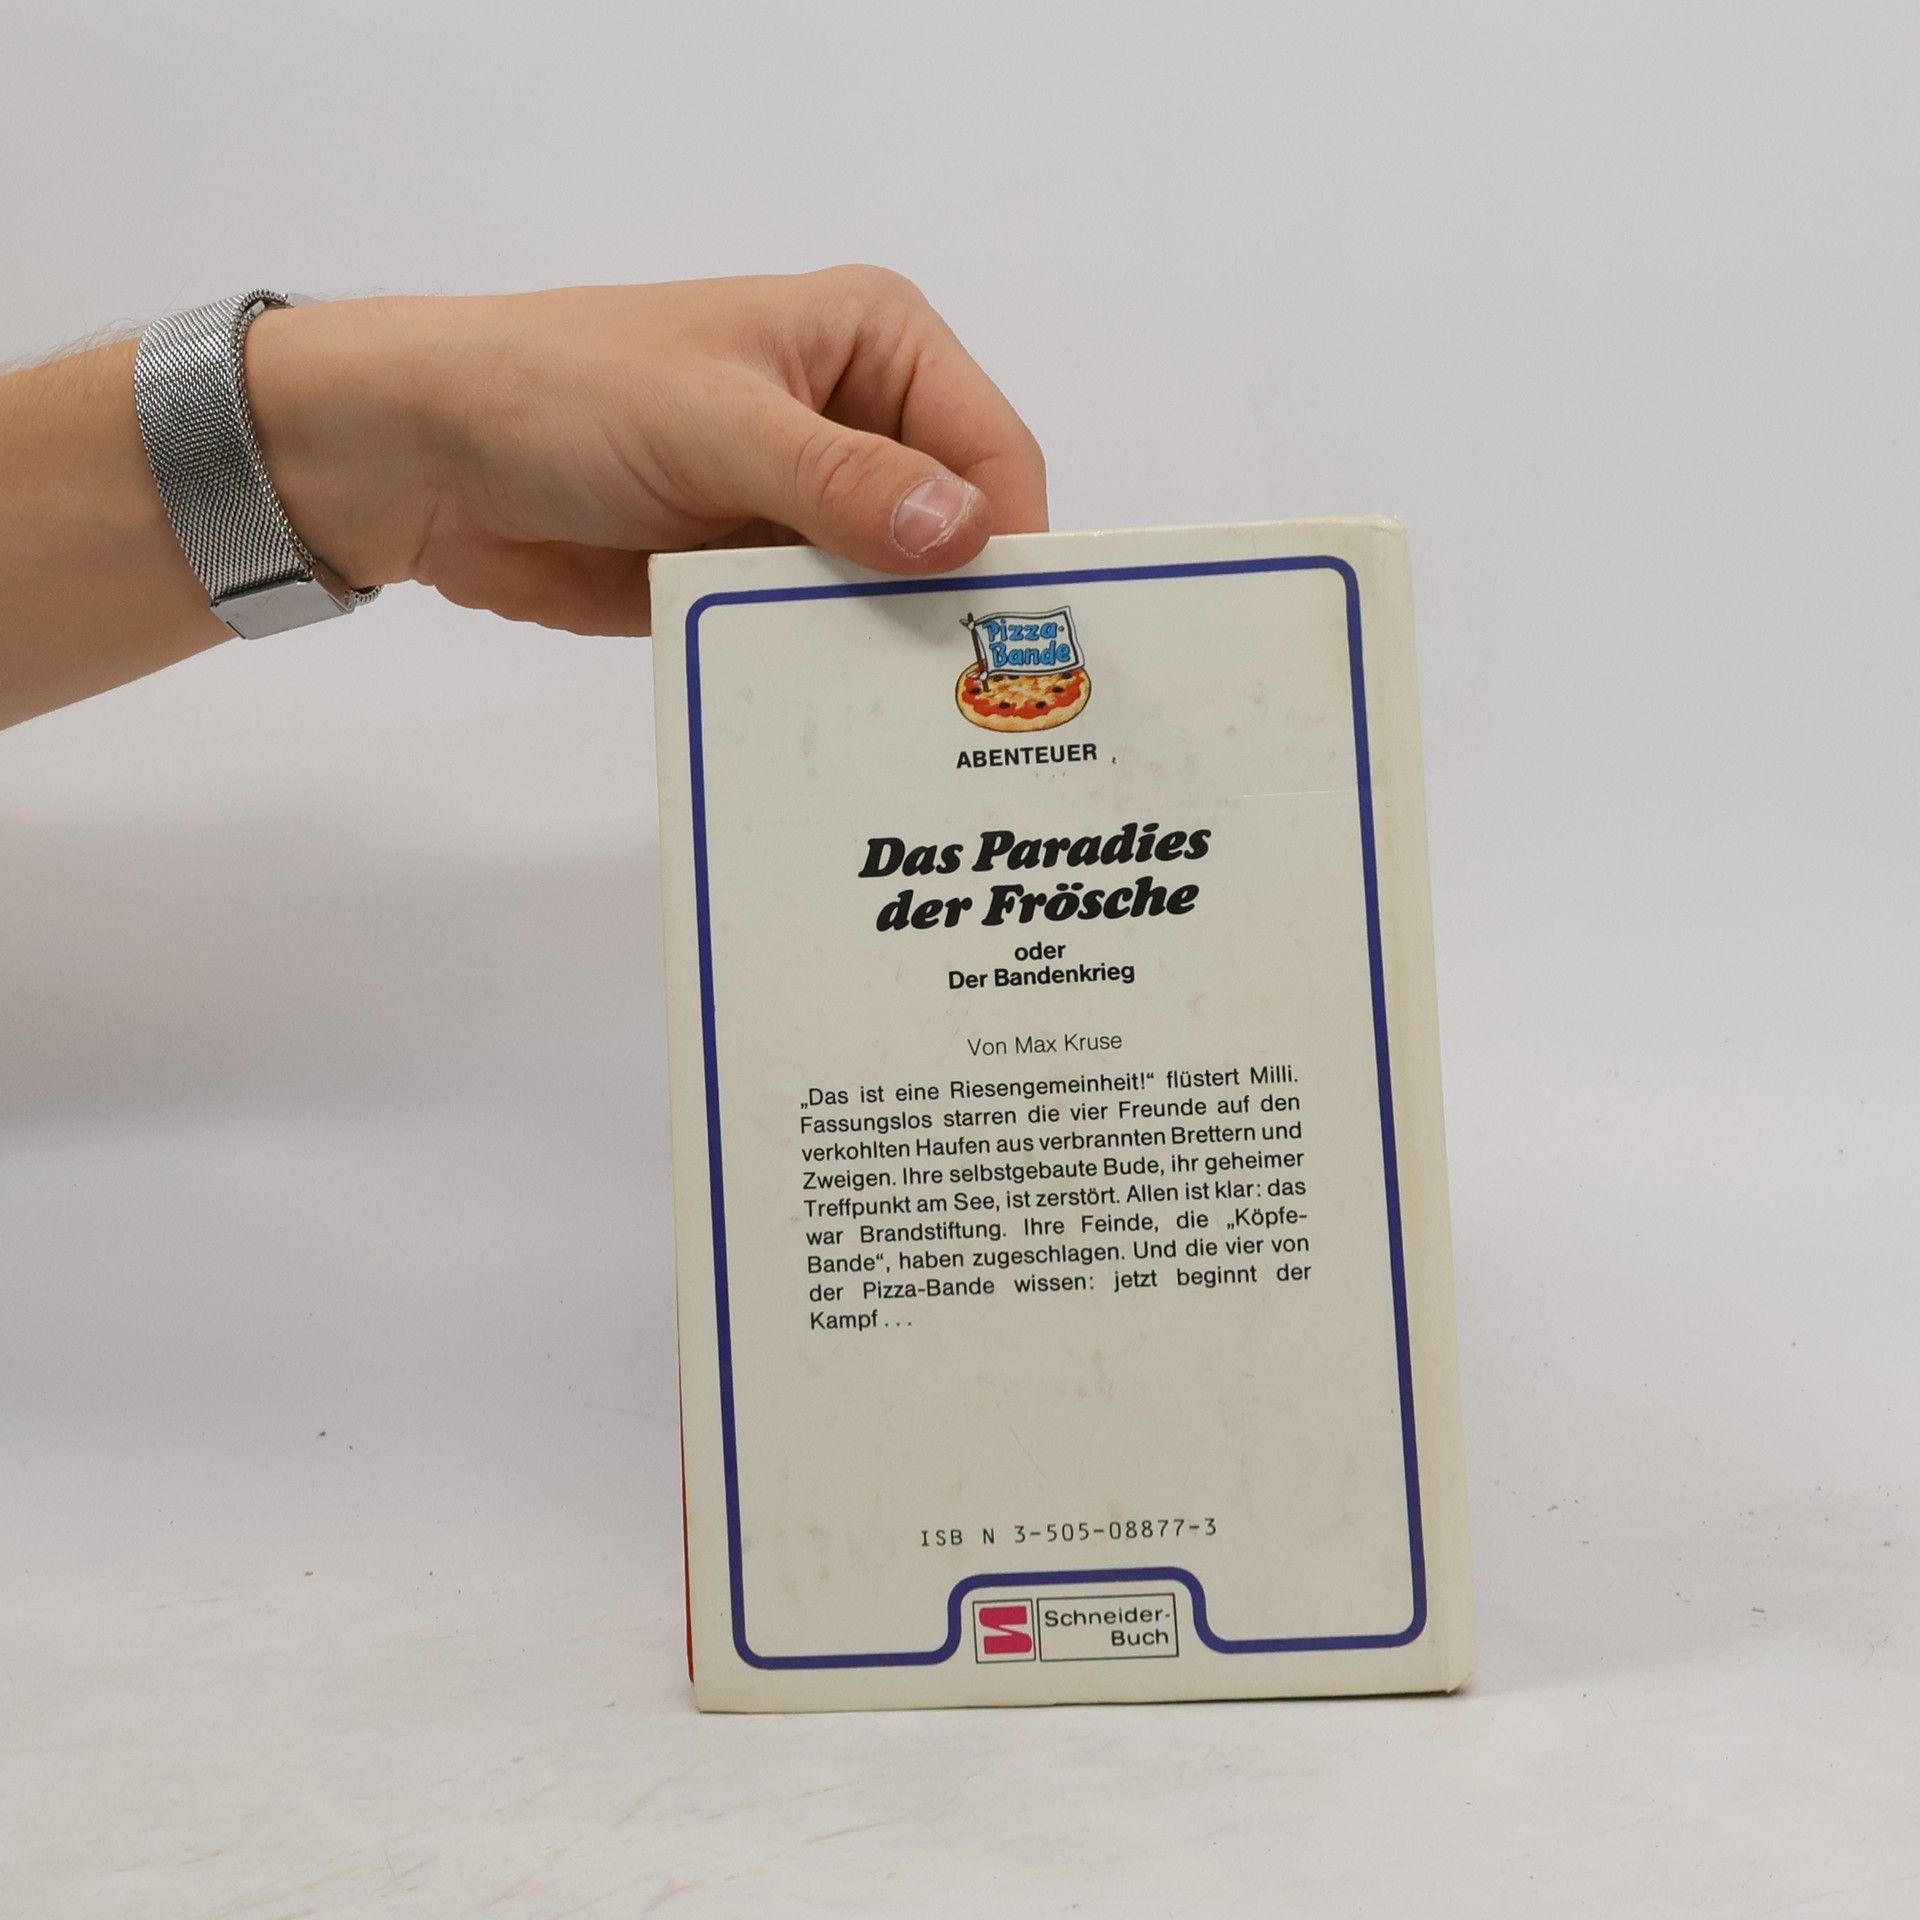 Pizza-
Bande
ABENTEUER
Das Paradies
der Frösche
oder
Der Bandenkrieg
Von Max Kruse
„Das ist eine Riesengemeinheit!“ flüstert Milli.
Fassungslos starren die vier Freunde auf den
verkohlten Haufen aus verbrannten Brettern und
Zweigen. Ihre selbstgebaute Bude, ihr geheimer
Treffpunkt am See, ist zerstört. Allen ist klar: das
war Brandstiftung. Ihre Feinde, die „Köpfe-
Bande“, haben zugeschlagen. Und die vier von
der Pizza-Bande wissen: jetzt beginnt der
Kampf . . .
ISB N 3-505-08877-3
Schneider-
Buch